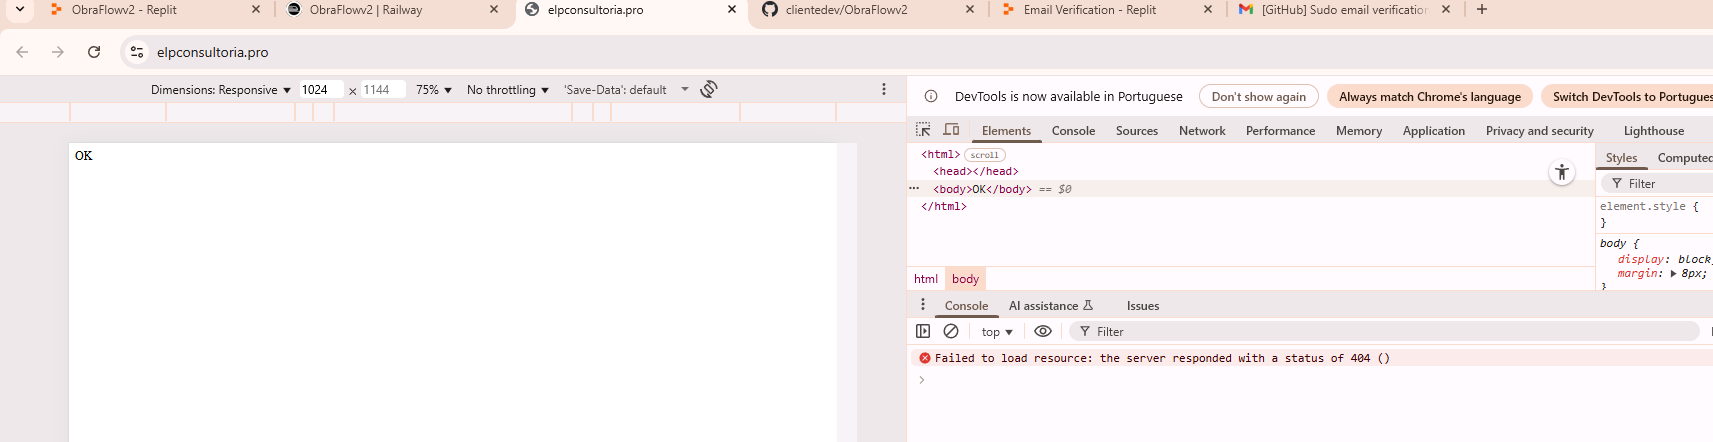 ObraFlowv2 - Replit
ObraFlowv2 | Railway
elpconsultoria.pro
clientedev/ObraFlowv2
Email Verification - Replit
[GitHub] Sudo email verification
elpconsultoria.pro
Dimensions: Responsive 1024 × 1144 75% No throttling 'Save-Data': default
DevTools is now available in Portuguese Don't show again Always match Chrome's language Switch DevTools to Portugues
Elements Console Sources Network Performance Memory Application Privacy and security Lighthouse
OK
<html> scroll
<head></head>
... <body>OK</body> == $0
</html>
Styles Computed
Filter
element.style {
}
body {
display: block;
margin: 8px;
}
html body
Console AI assistance Issues
top Filter
Failed to load resource: the server responded with a status of 404 ()